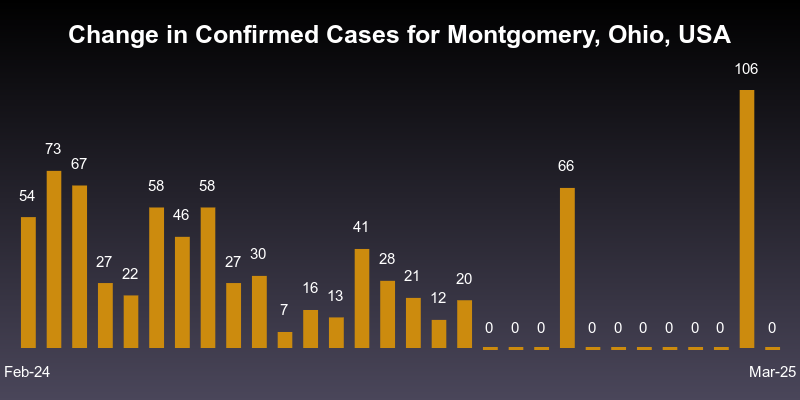 Change in Confirmed Cases for Montgomery, Ohio, USA
54 73 67 27 22 58 46 58 27 30 7 16 13 41 28 21 12 20 0 0 0 66 0 0 0 0 0 0 106 0
Feb-24 Mar-25